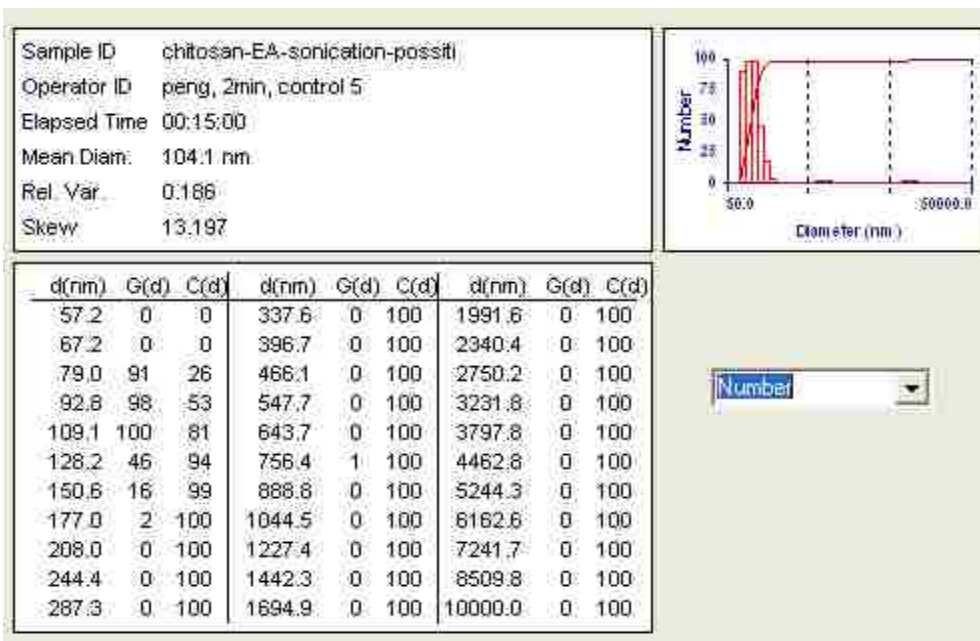 Sample ID chitosan-EA-sonication-possiti
Operator ID peng, 2min, control 5
Elapsed Time 00:15:00
Mean Diam. 104.1 nm
Rel. Var. 0.186
Skew 13.197
100
75
50
25
0
Number
50.0 50000.0
Diameter (nm)
d(nm) G(d) C(d) d(nm) G(d) C(d) d(nm) G(d) C(d)
57.2 0 0 337.6 0 100 1991.6 0 100
67.2 0 0 396.7 0 100 2340.4 0 100
79.0 91 26 466.1 0 100 2750.2 0 100
92.8 98 53 547.7 0 100 3231.8 0 100
109.1 100 81 643.7 0 100 3797.8 0 100
128.2 46 94 756.4 1 100 4462.8 0 100
150.6 16 99 888.8 0 100 5244.3 0 100
177.0 2 100 1044.5 0 100 6162.6 0 100
208.0 0 100 1227.4 0 100 7241.7 0 100
244.4 0 100 1442.3 0 100 8509.8 0 100
287.3 0 100 1694.9 0 100 10000.0 0 100
Number